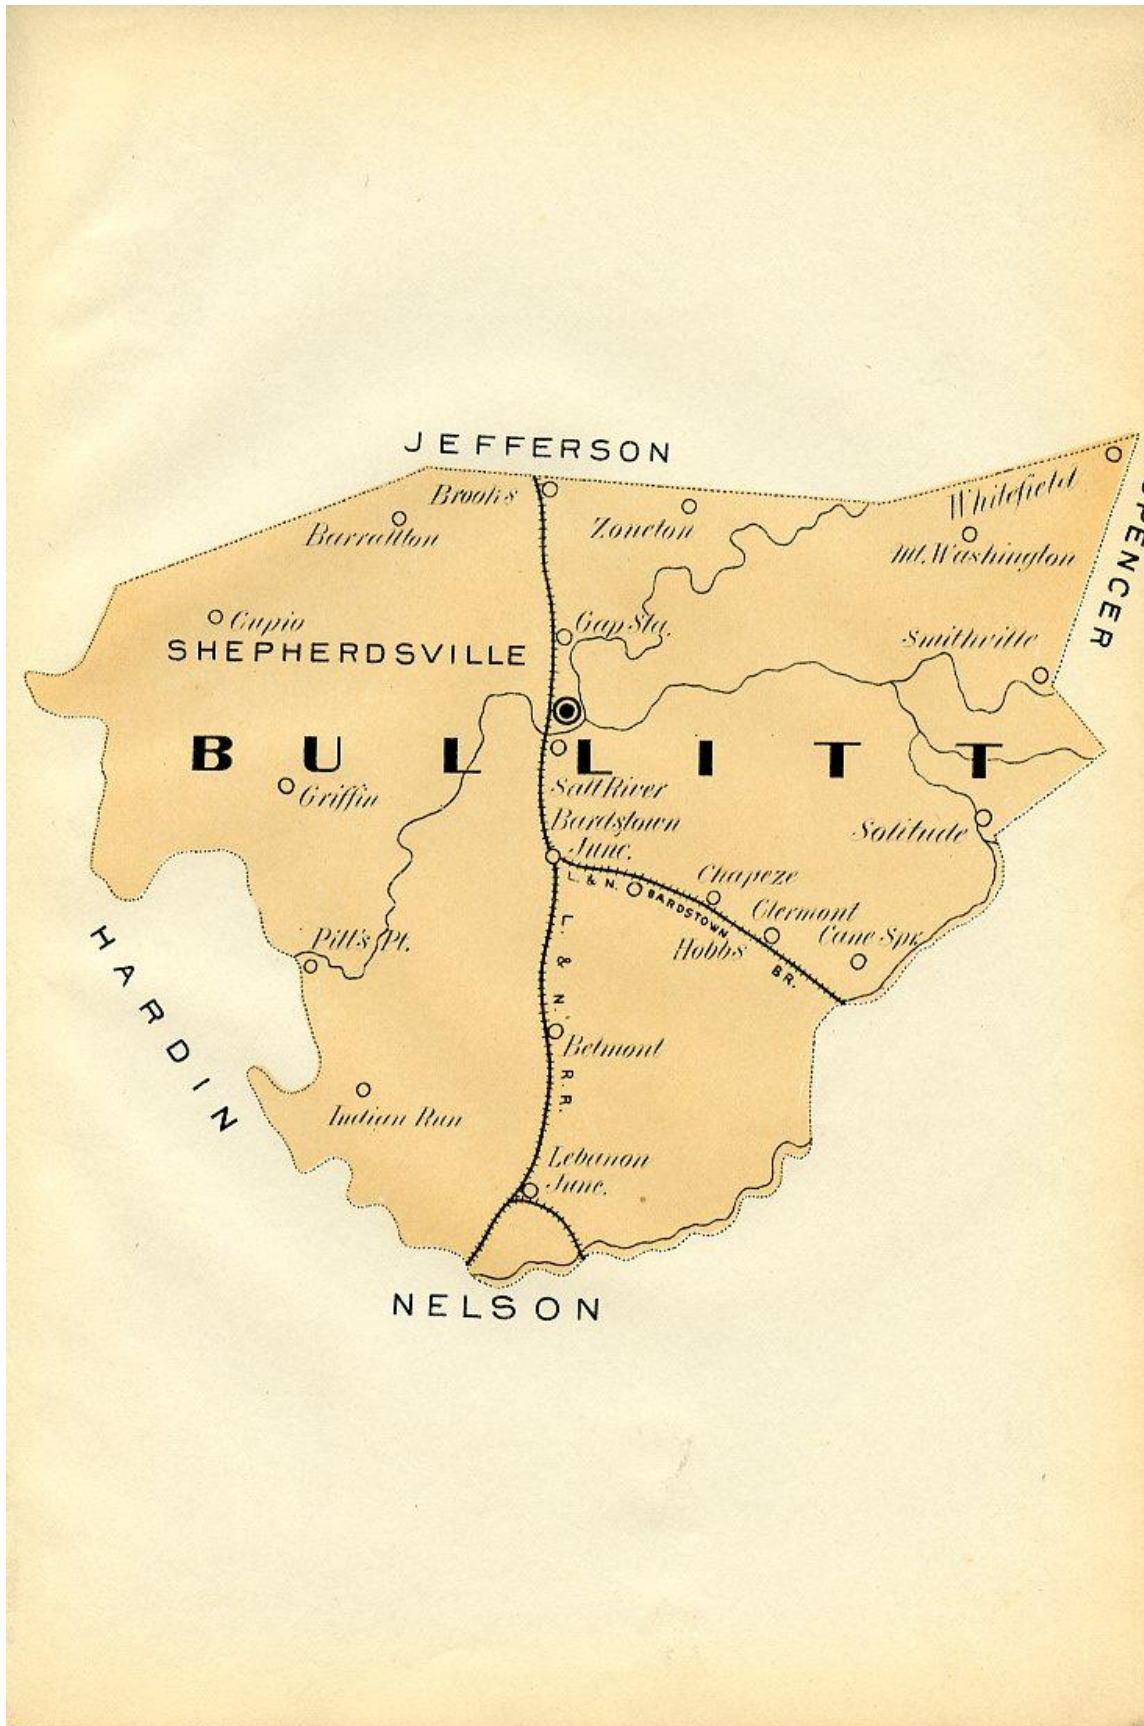 JEFFERSON
Brooks
Whitefield
Barrallton
Zoneton
Mt. Washington
SPENCER
Cupio
Gap Sta.
Smithville
SHEPHERDSVILLE
BULLITT
Griffin
Salt River
Bardstown
Junc.
Solitude
L. & N. BARDSTOWN BR.
Chapeze
Clermont
Cane Spr.
Hobbs
HARDIN
Pitt's Pt.
L. & N. R.R.
Belmont
Indian Run
Lebanon
Junc.
NELSON